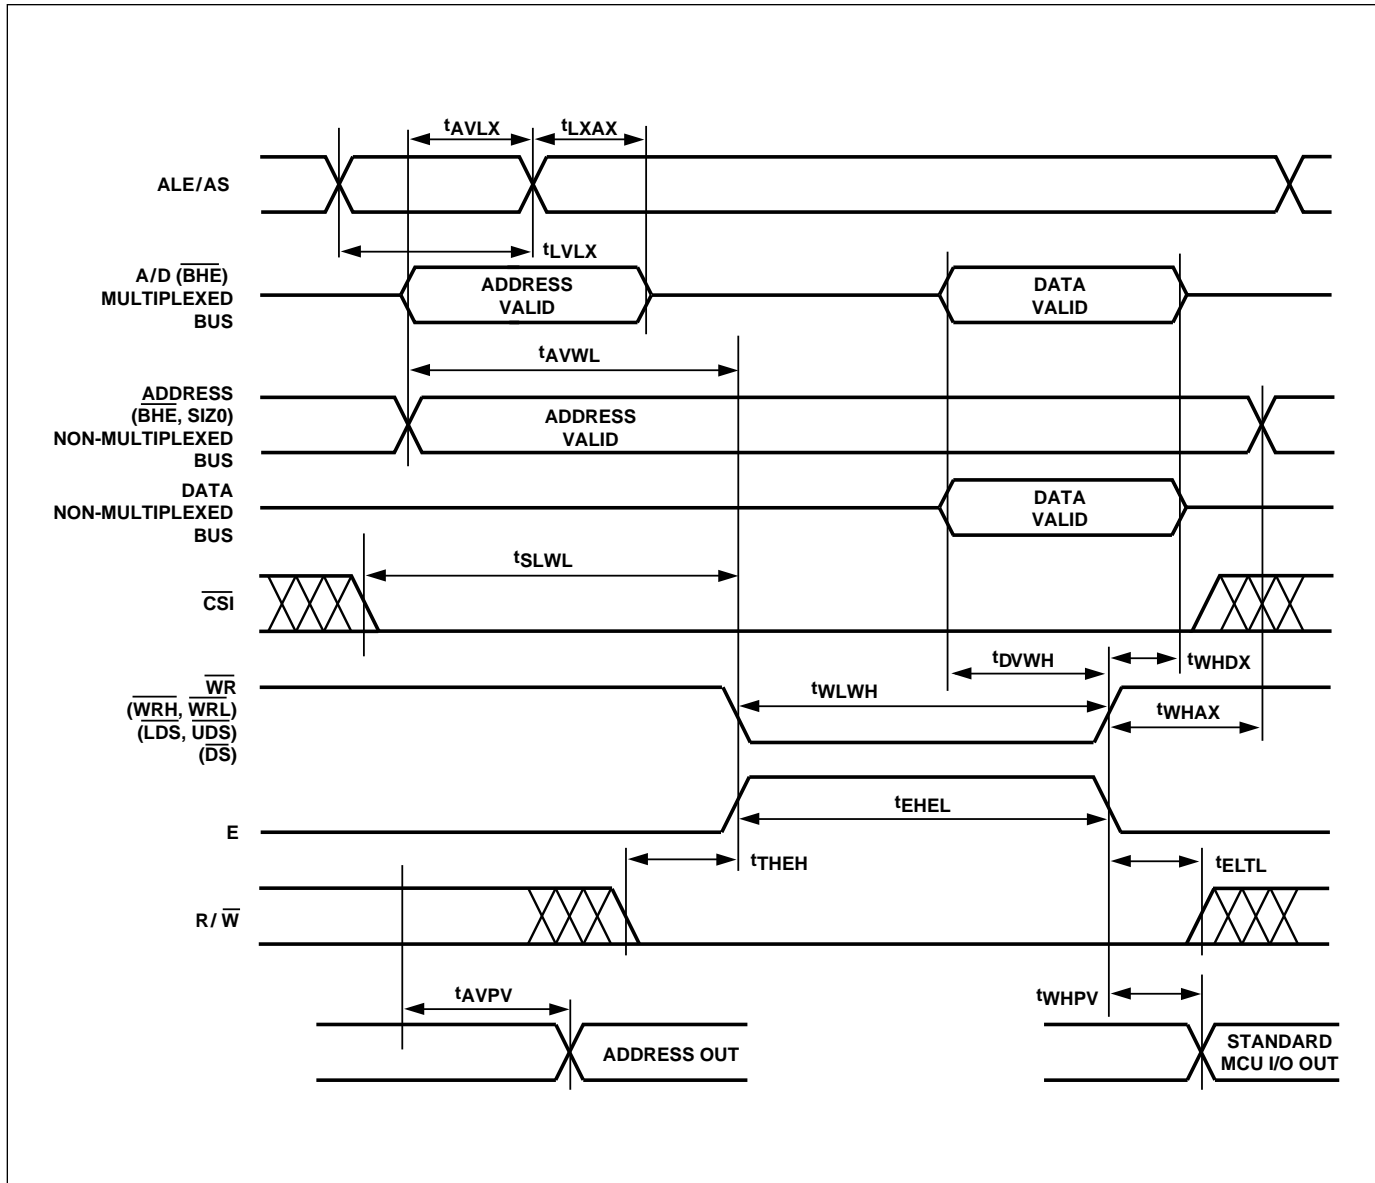 tAVLX
tLXAX
ALE/AS
tLVLX
A/D (BHE)
MULTIPLEXED
BUS
ADDRESS
VALID
DATA
VALID
tAVWL
ADDRESS
(BHE, SIZ0)
NON-MULTIPLEXED
BUS
ADDRESS
VALID
DATA
NON-MULTIPLEXED
BUS
DATA
VALID
tSLWL
CSI
tDVWH
tWHDX
WR
(WRH, WRL)
(LDS, UDS)
(DS)
tWLWH
tWHAX
E
tEHEL
tTHEH
tELTL
R/W
tAVPV
tWHPV
ADDRESS OUT
STANDARD
MCU I/O OUT